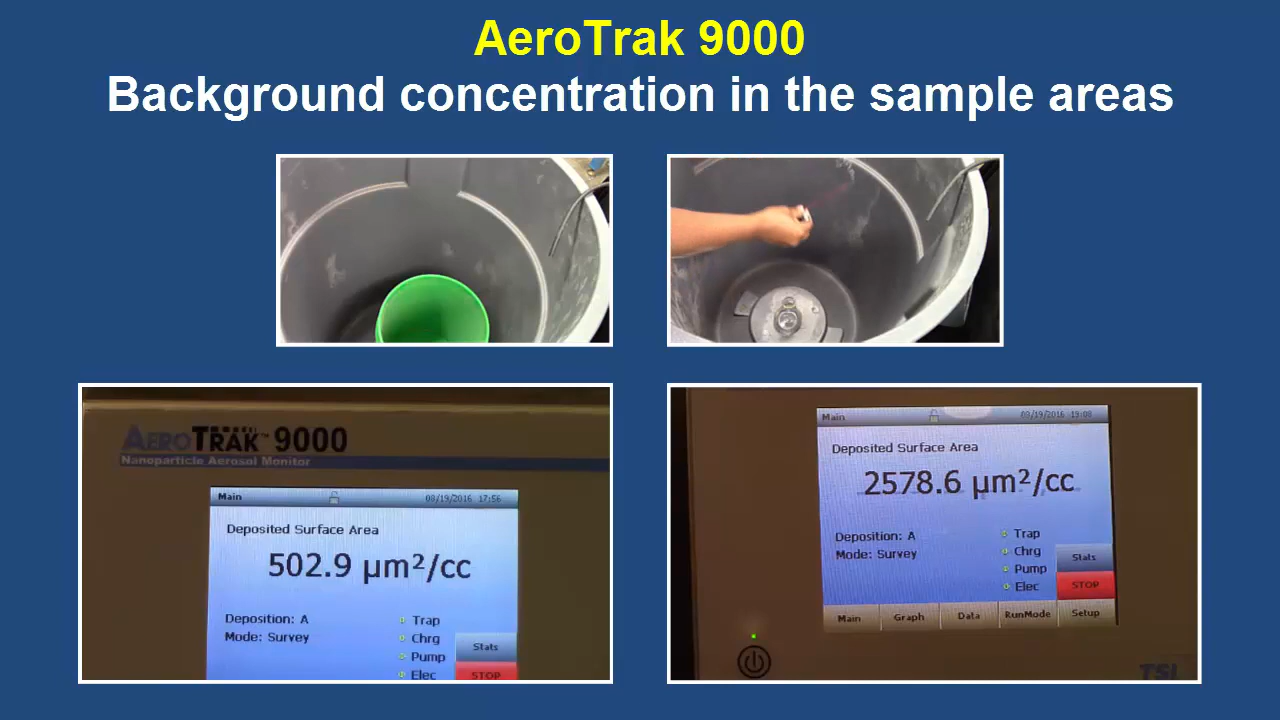 AeroTrak 9000
Background concentration in the sample areas
AEROTRAK™ 9000
Nanoparticle Aerosol Monitor
Main 08/19/2016 17:56
Deposited Surface Area
502.9 µm²/cc
Deposition: A
Mode: Survey
Trap
Chrg
Pump
Elec
Stats
STOP
Main 08/19/2016 19:08
Deposited Surface Area
2578.6 µm²/cc
Deposition: A
Mode: Survey
Trap
Chrg
Pump
Elec
Stats
STOP
Main Graph Data RunMode Setup
TSI